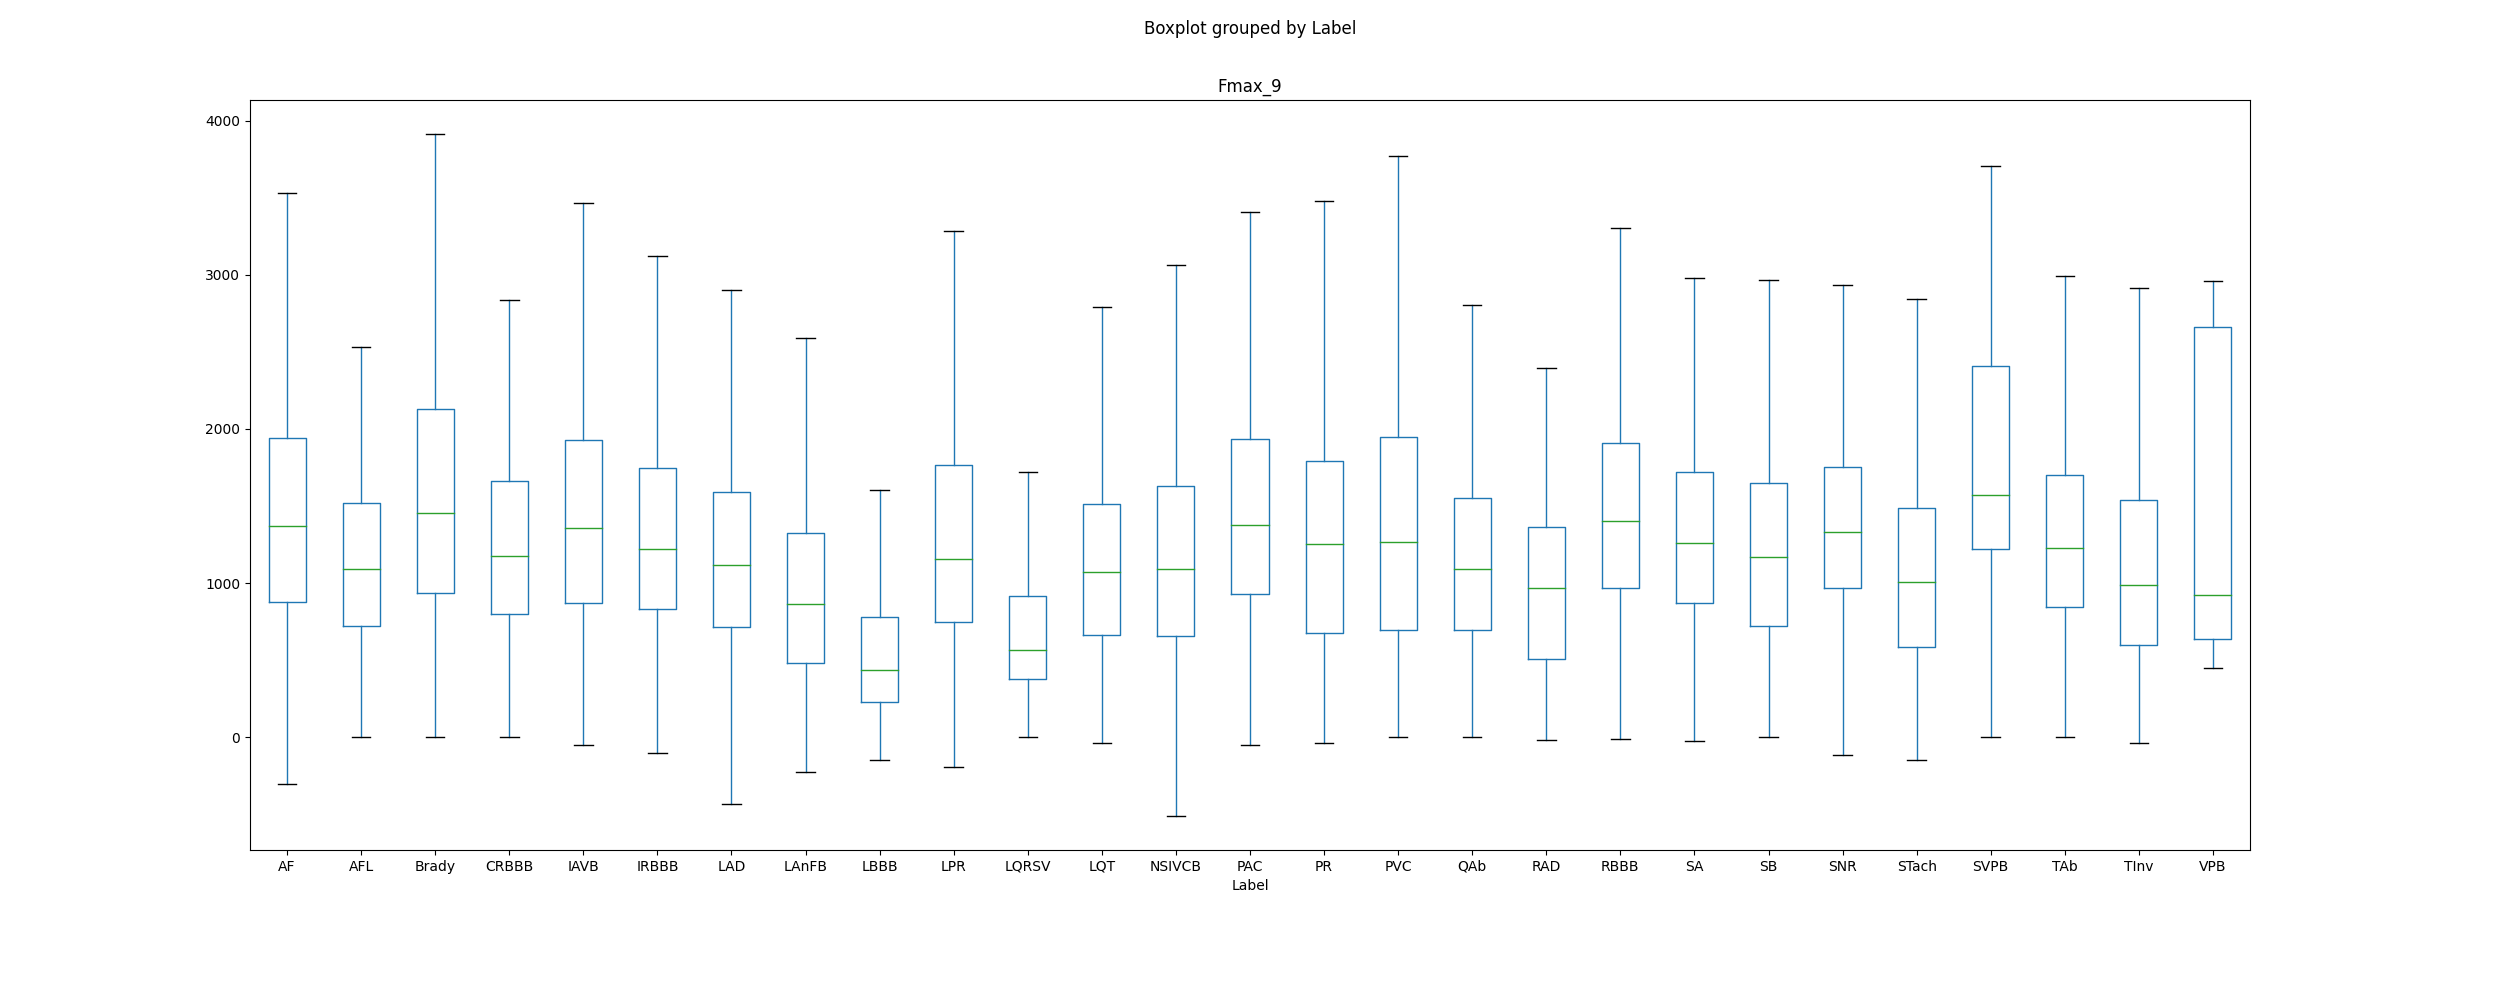 Boxplot grouped by Label
Fmax_9
4000
3000
2000
1000
0
AF AFL Brady CRBBB IAVB IRBBB LAD LAnFB LBBB LPR LQRSV LQT NSIVCB PAC PR PVC QAb RAD RBBB SA SB SNR STach SVPB TAb TInv VPB
Label